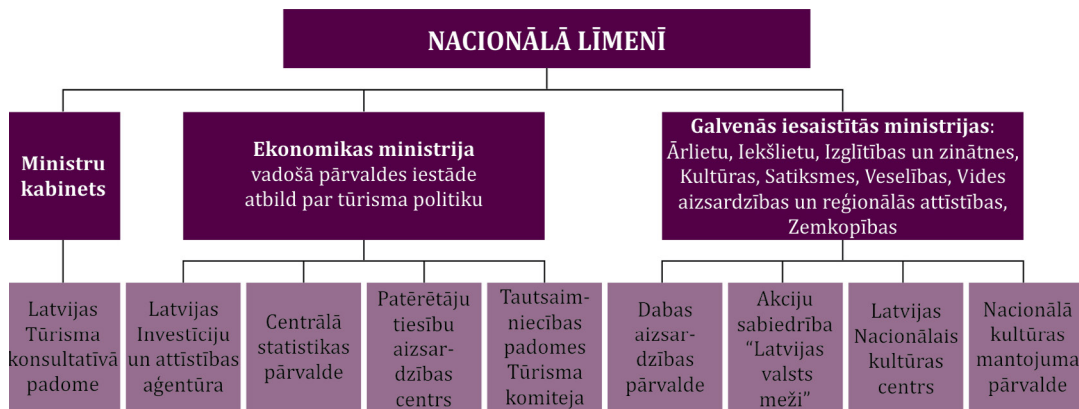 NACIONĀLĀ LĪMENĪ
Ministru
kabinets
Ekonomikas ministrija
vadošā pārvaldes iestāde
atbild par tūrisma politiku
Galvenās iesaistītās ministrijas:
Ārlietu, Iekšlietu, Izglītības un zinātnes,
Kultūras, Satiksmes, Veselības, Vides
aizsardzības un reģionālās attīstības,
Zemkopības
Latvijas
Tūrisma
konsultatīvā
padome
Latvijas
Investīciju
un attīstības
aģentūra
Centrālā
statistikas
pārvalde
Patērētāju
tiesību
aizsar-
dzības
centrs
Tautsaim-
niecības
padomes
Tūrisma
komiteja
Dabas
aizsar-
dzības
pārvalde
Akciju
sabiedrība
“Latvijas
valsts
meži”
Latvijas
Nacionālais
kultūras
centrs
Nacionālā
kultūras
mantojuma
pārvalde